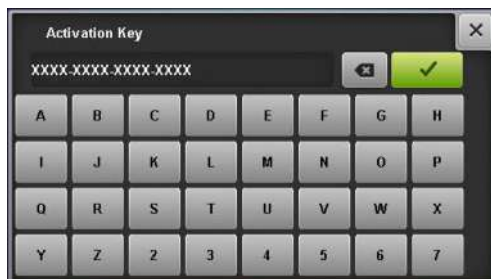 Activation Key
XXXX-XXXX-XXXX-XXXX
A B C D E F G H
I J K L M N O P
Q R S T U V W X
Y Z 2 3 4 5 6 7